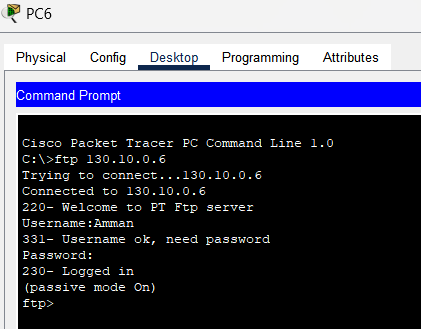 PC6
Physical Config Desktop Programming Attributes
Command Prompt
Cisco Packet Tracer PC Command Line 1.0
C:\>ftp 130.10.0.6
Trying to connect...130.10.0.6
Connected to 130.10.0.6
220- Welcome to PT Ftp server
Username:Amman
331- Username ok, need password
Password:
230- Logged in
(passive mode On)
ftp>